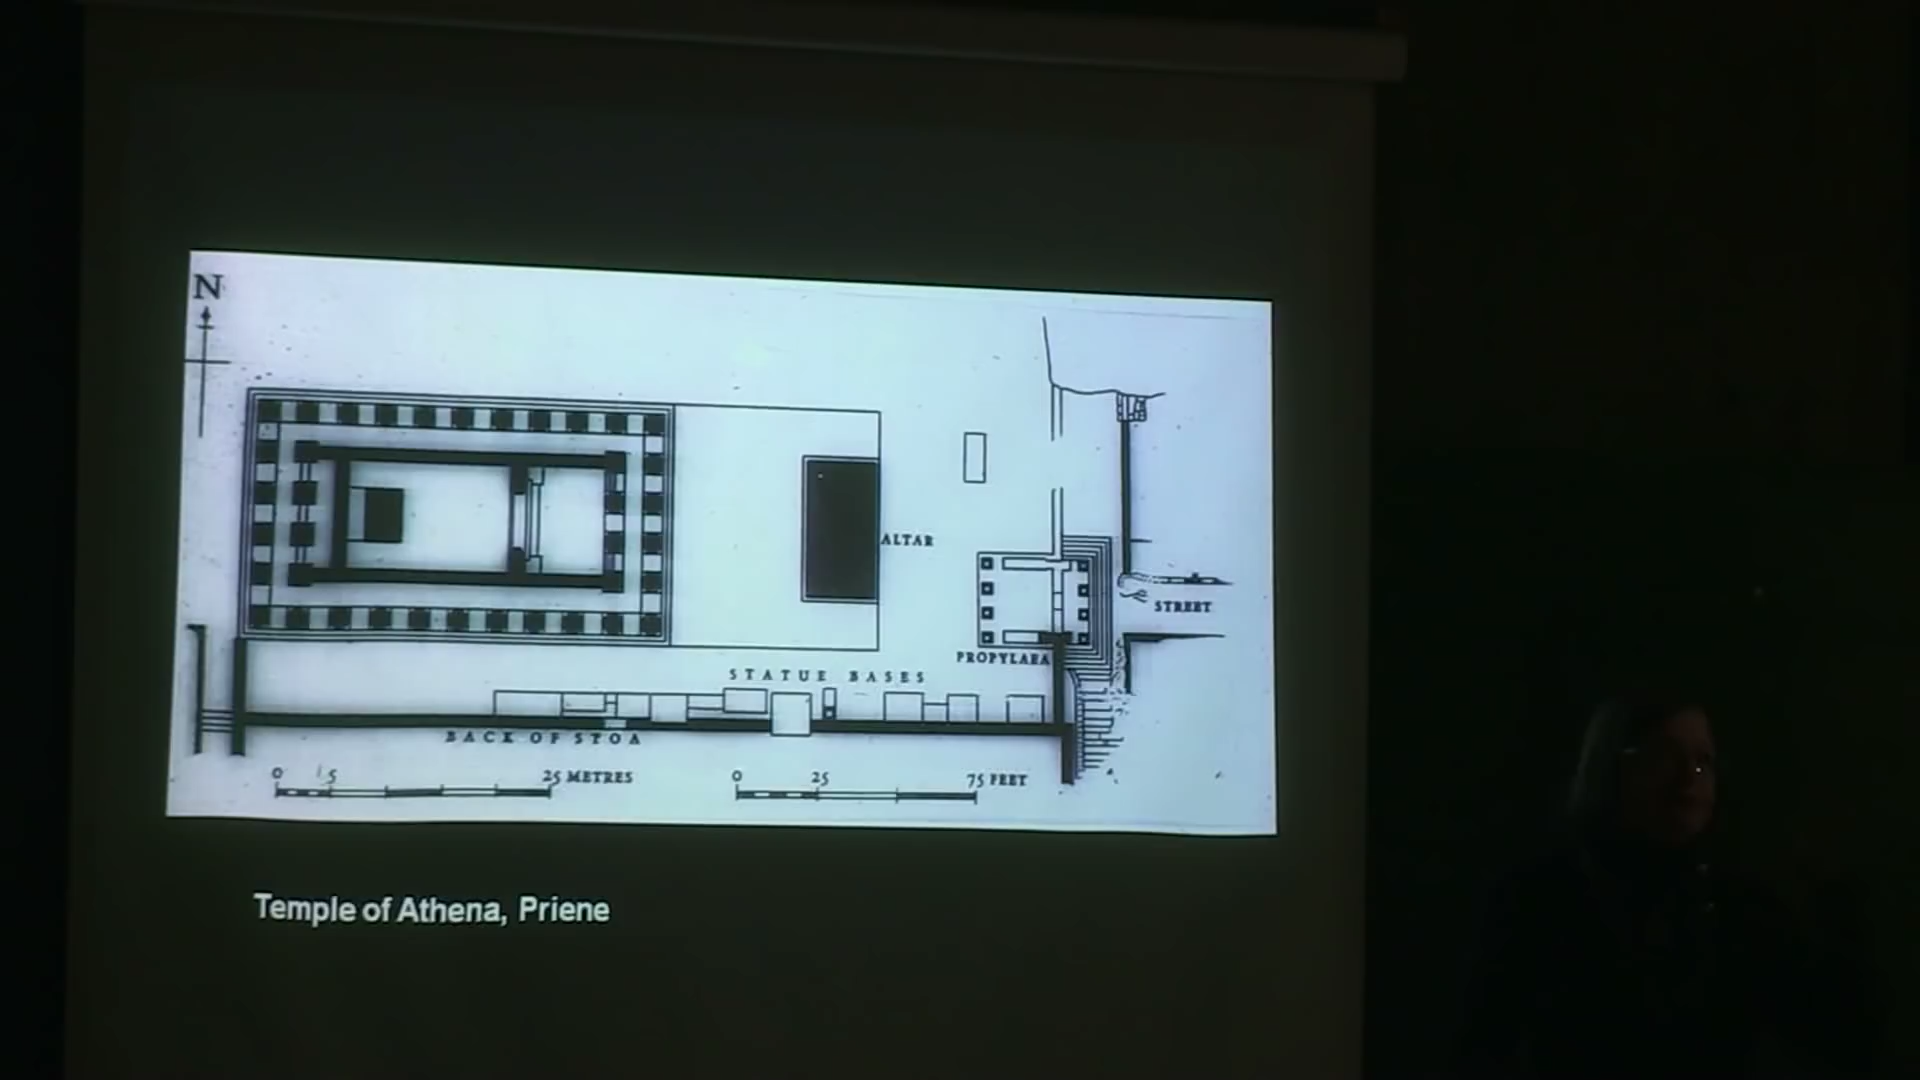 N
ALTAR
STREET
PROPYLAEA
STATUE BASES
BACK OF STOA
0 5 25 METRES
0 25 75 FEET
Temple of Athena, Priene